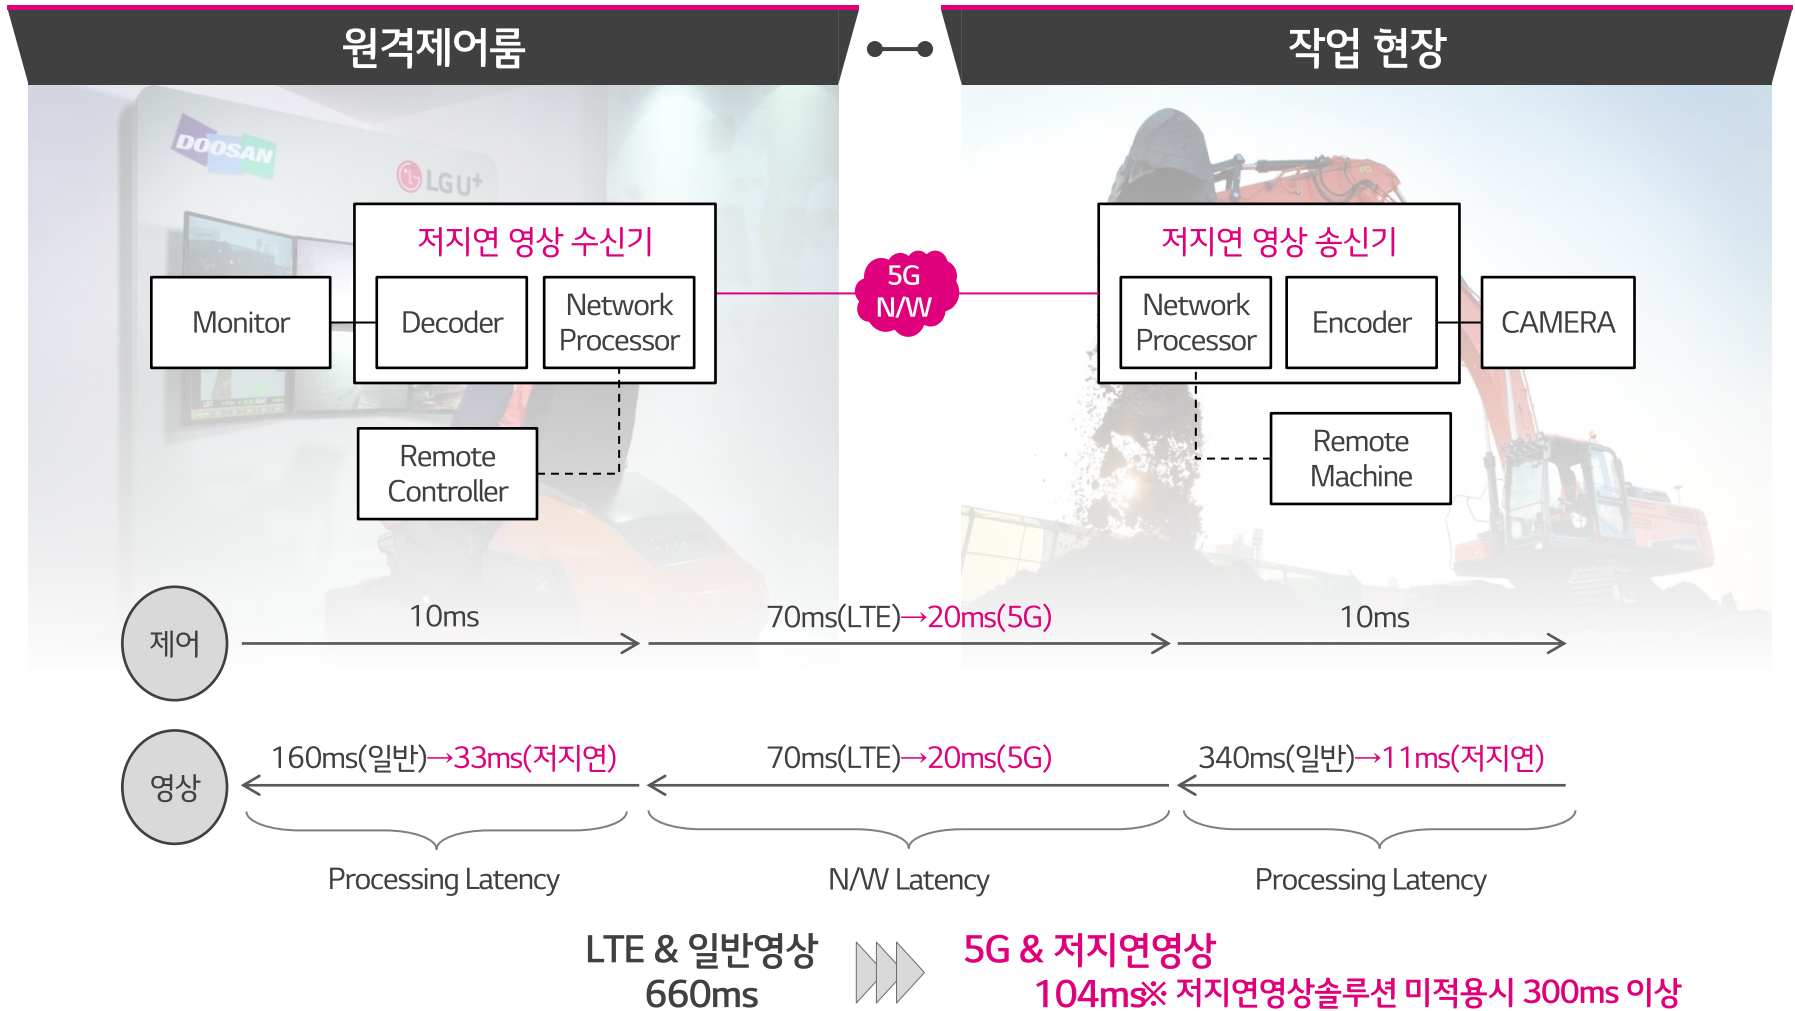 원격제어룸
작업 현장
DOOSAN
LG U+
저지연 영상 수신기
저지연 영상 송신기
Monitor
Decoder
Network
Processor
5G
N/W
Network
Processor
Encoder
CAMERA
Remote
Controller
Remote
Machine
제어
10ms
70ms(LTE)→20ms(5G)
10ms
영상
160ms(일반)→33ms(저지연)
70ms(LTE)→20ms(5G)
340ms(일반)→11ms(저지연)
Processing Latency
N/W Latency
Processing Latency
LTE & 일반영상
660ms
5G & 저지연영상
104ms※ 저지연영상솔루션 미적용시 300ms 이상